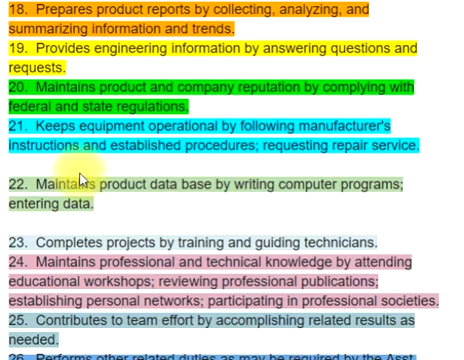 18.  Prepares product reports by collecting, analyzing, and
summarizing information and trends.
19.  Provides engineering information by answering questions and
requests.
20.  Maintains product and company reputation by complying with
federal and state regulations.
21.  Keeps equipment operational by following manufacturer's
instructions and established procedures; requesting repair service.
22.  Maintains product data base by writing computer programs;
entering data.
23.  Completes projects by training and guiding technicians.
24.  Maintains professional and technical knowledge by attending
educational workshops; reviewing professional publications;
establishing personal networks; participating in professional societies.
25.  Contributes to team effort by accomplishing related results as
needed.
26.  Performs other related duties as may be required by the Asst.